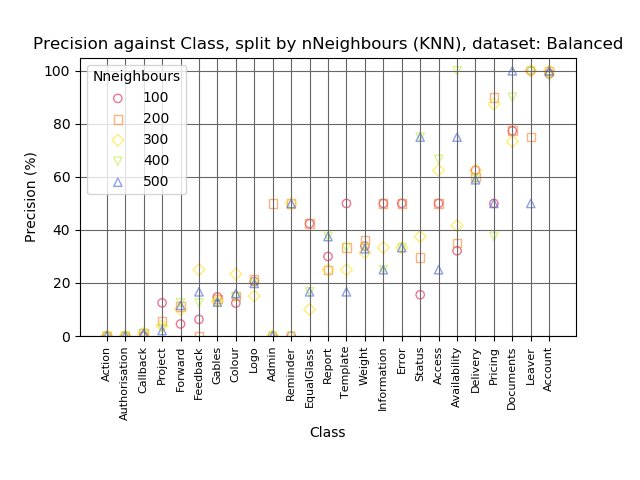 Precision against Class, split by nNeighbours (KNN), dataset: Balanced
100
80
60
40
20
0
Precision (%)
Nneighbours
100
200
300
400
500
Action
Authorisation
Callback
Project
Forward
Feedback
Gables
Colour
Logo
Admin
Reminder
EqualGlass
Report
Template
Weight
Information
Error
Status
Access
Availability
Delivery
Pricing
Documents
Leaver
Account
Class